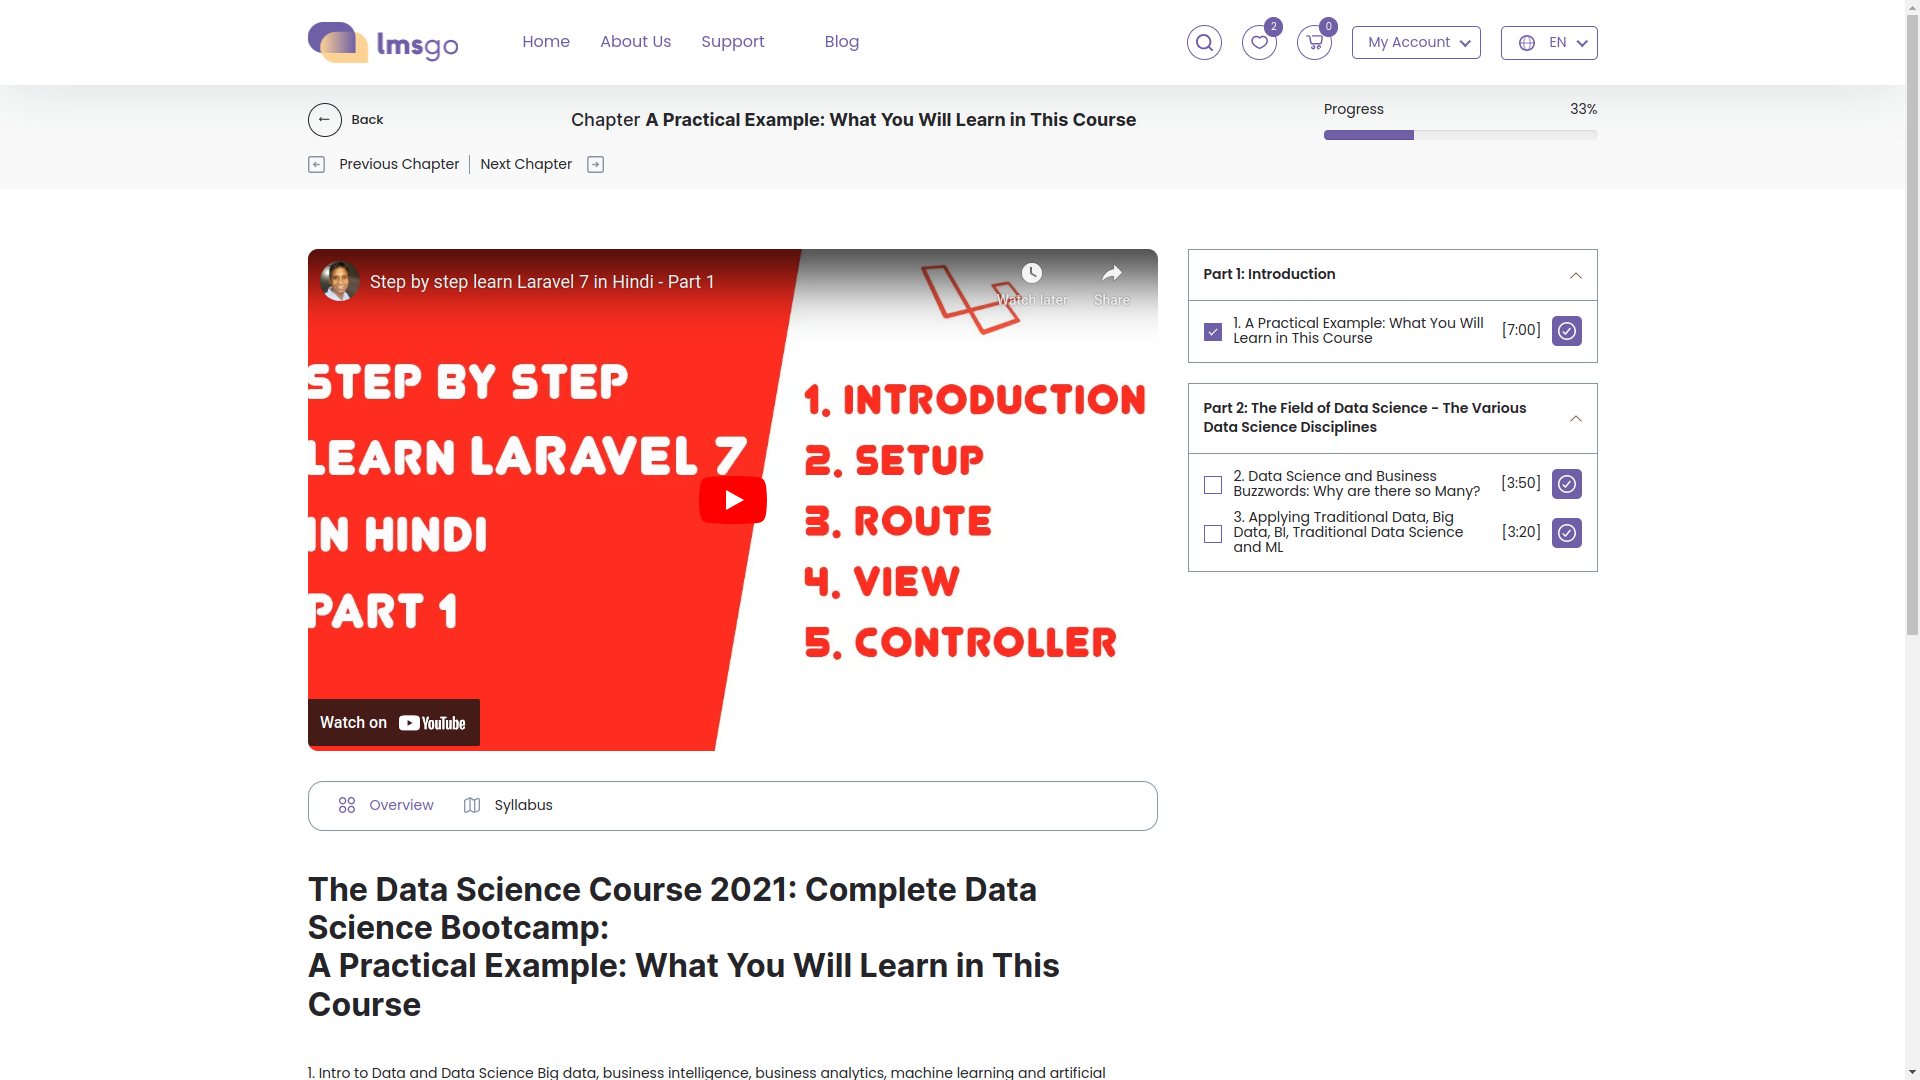 lmsgo
Home
About Us
Support
Blog
2
0
My Account
EN
Back
Chapter A Practical Example: What You Will Learn in This Course
Progress
33%
Previous Chapter
Next Chapter
Step by step learn Laravel 7 in Hindi - Part 1
Watch later
Share
STEP BY STEP
LEARN LARAVEL 7
IN HINDI
PART 1
1. INTRODUCTION
2. SETUP
3. ROUTE
4. VIEW
5. CONTROLLER
Watch on YouTube
Part 1: Introduction
1. A Practical Example: What You Will
Learn in This Course
[7:00]
Part 2: The Field of Data Science - The Various
Data Science Disciplines
2. Data Science and Business
Buzzwords: Why are there so Many?
[3:50]
3. Applying Traditional Data, Big
Data, BI, Traditional Data Science
and ML
[3:20]
Overview
Syllabus
The Data Science Course 2021: Complete Data
Science Bootcamp:
A Practical Example: What You Will Learn in This
Course
1. Intro to Data and Data Science Big data, business intelligence, business analytics, machine learning and artificial